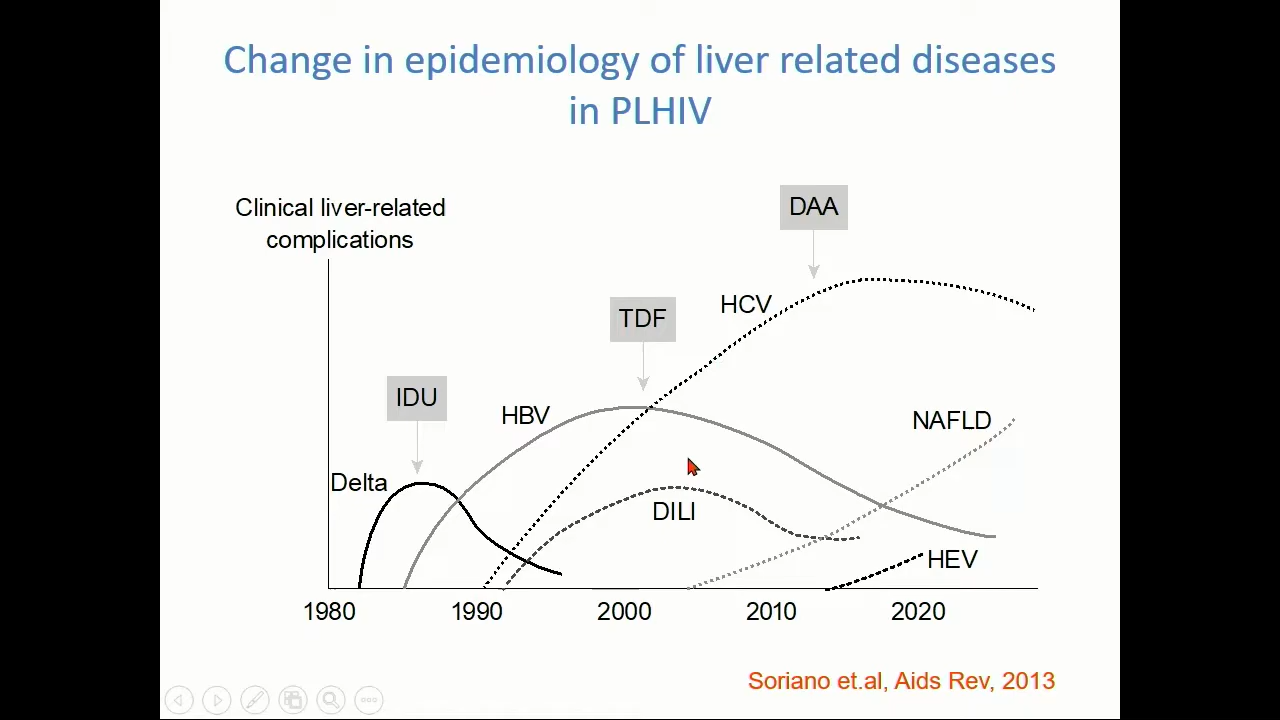 Change in epidemiology of liver related diseases
in PLHIV
Clinical liver-related
complications
DAA
HCV
TDF
IDU
HBV
NAFLD
Delta
DILI
HEV
1980 1990 2000 2010 2020
Soriano et.al, Aids Rev, 2013